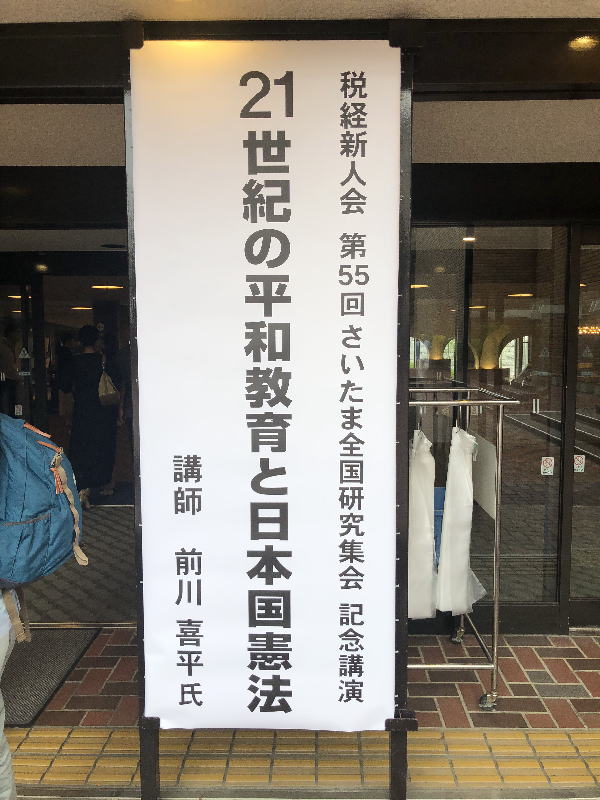 税経新人会 第55回 さいたま全国研究集会 記念講演
21世紀の平和教育と日本国憲法
講師 前川 喜平 氏